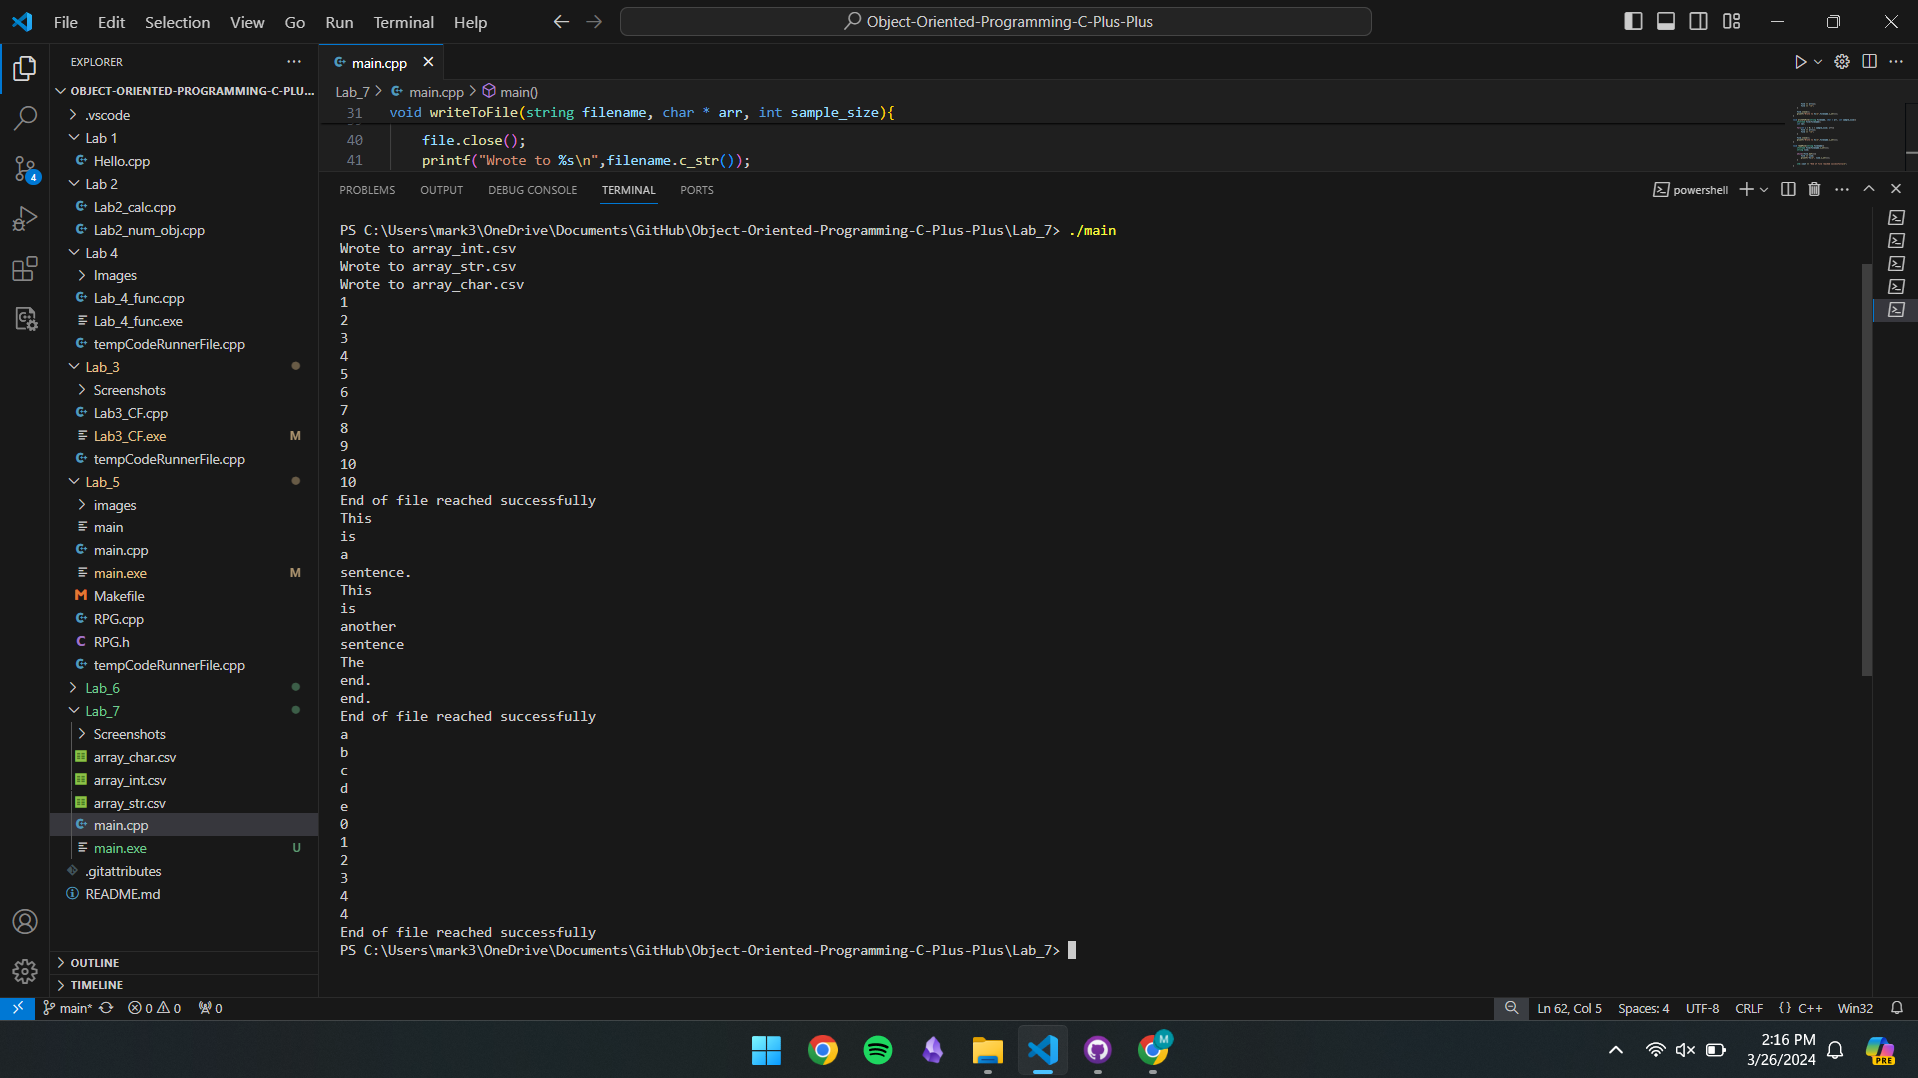 File Edit Selection View Go Run Terminal Help
Object-Oriented-Programming-C-Plus-Plus
EXPLORER
OBJECT-ORIENTED-PROGRAMMING-C-PLU...
.vscode
Lab 1
Hello.cpp
Lab 2
Lab2_calc.cpp
Lab2_num_obj.cpp
Lab 4
Images
Lab_4_func.cpp
Lab_4_func.exe
tempCodeRunnerFile.cpp
Lab_3
Screenshots
Lab3_CF.cpp
Lab3_CF.exe M
tempCodeRunnerFile.cpp
Lab_5
images
main
main.cpp
main.exe M
Makefile
RPG.cpp
RPG.h
tempCodeRunnerFile.cpp
Lab_6
Lab_7
Screenshots
array_char.csv
array_int.csv
array_str.csv
main.cpp
main.exe U
.gitattributes
README.md
OUTLINE
TIMELINE
4
main.cpp
Lab_7 > main.cpp > main()
31 void writeToFile(string filename, char * arr, int sample_size){
40 file.close();
41 printf("Wrote to %s\n",filename.c_str());
PROBLEMS OUTPUT DEBUG CONSOLE TERMINAL PORTS
powershell
PS C:\Users\mark3\OneDrive\Documents\GitHub\Object-Oriented-Programming-C-Plus-Plus\Lab_7> ./main
Wrote to array_int.csv
Wrote to array_str.csv
Wrote to array_char.csv
1
2
3
4
5
6
7
8
9
10
10
End of file reached successfully
This
is
a
sentence.
This
is
another
sentence
The
end.
end.
End of file reached successfully
a
b
c
d
e
0
1
2
3
4
4
End of file reached successfully
PS C:\Users\mark3\OneDrive\Documents\GitHub\Object-Oriented-Programming-C-Plus-Plus\Lab_7>
main* 0 0 0
Ln 62, Col 5 Spaces: 4 UTF-8 CRLF {} C++ Win32
M
2:16 PM
3/26/2024
PRE